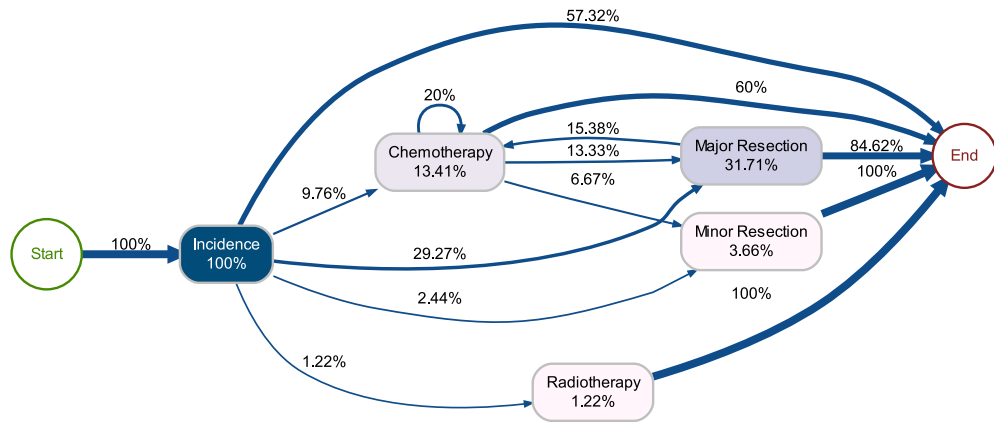 57.32%
20%
60%
Chemotherapy
13.41%
15.38%
13.33%
Major Resection
31.71%
84.62%
End
6.67%
100%
9.76%
Start
100%
Incidence
100%
29.27%
Minor Resection
3.66%
2.44%
100%
1.22%
Radiotherapy
1.22%